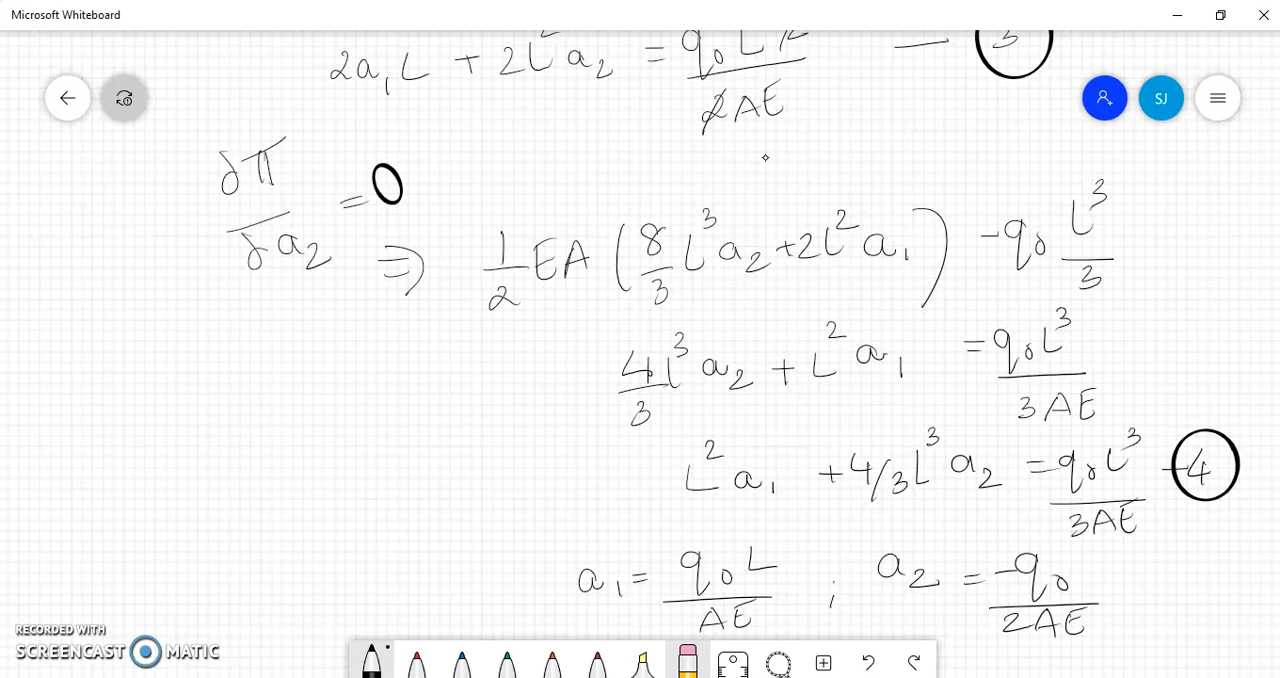 Microsoft Whiteboard
2a₁L + 2L²a₂ = q₀L²/2AE — 3
SJ
δπ/δa₂ = 0
⇒ 1/2 EA (8/3 L³a₂ + 2L²a₁) - q₀ L³/3
4/3 L³a₂ + L²a₁ = q₀L³/3AE
L²a₁ + 4/3 L³a₂ = q₀L³/3AE - 4
a₁ = q₀L/AE ; a₂ = -q₀/2AE
RECORDED WITH
SCREENCAST MATIC